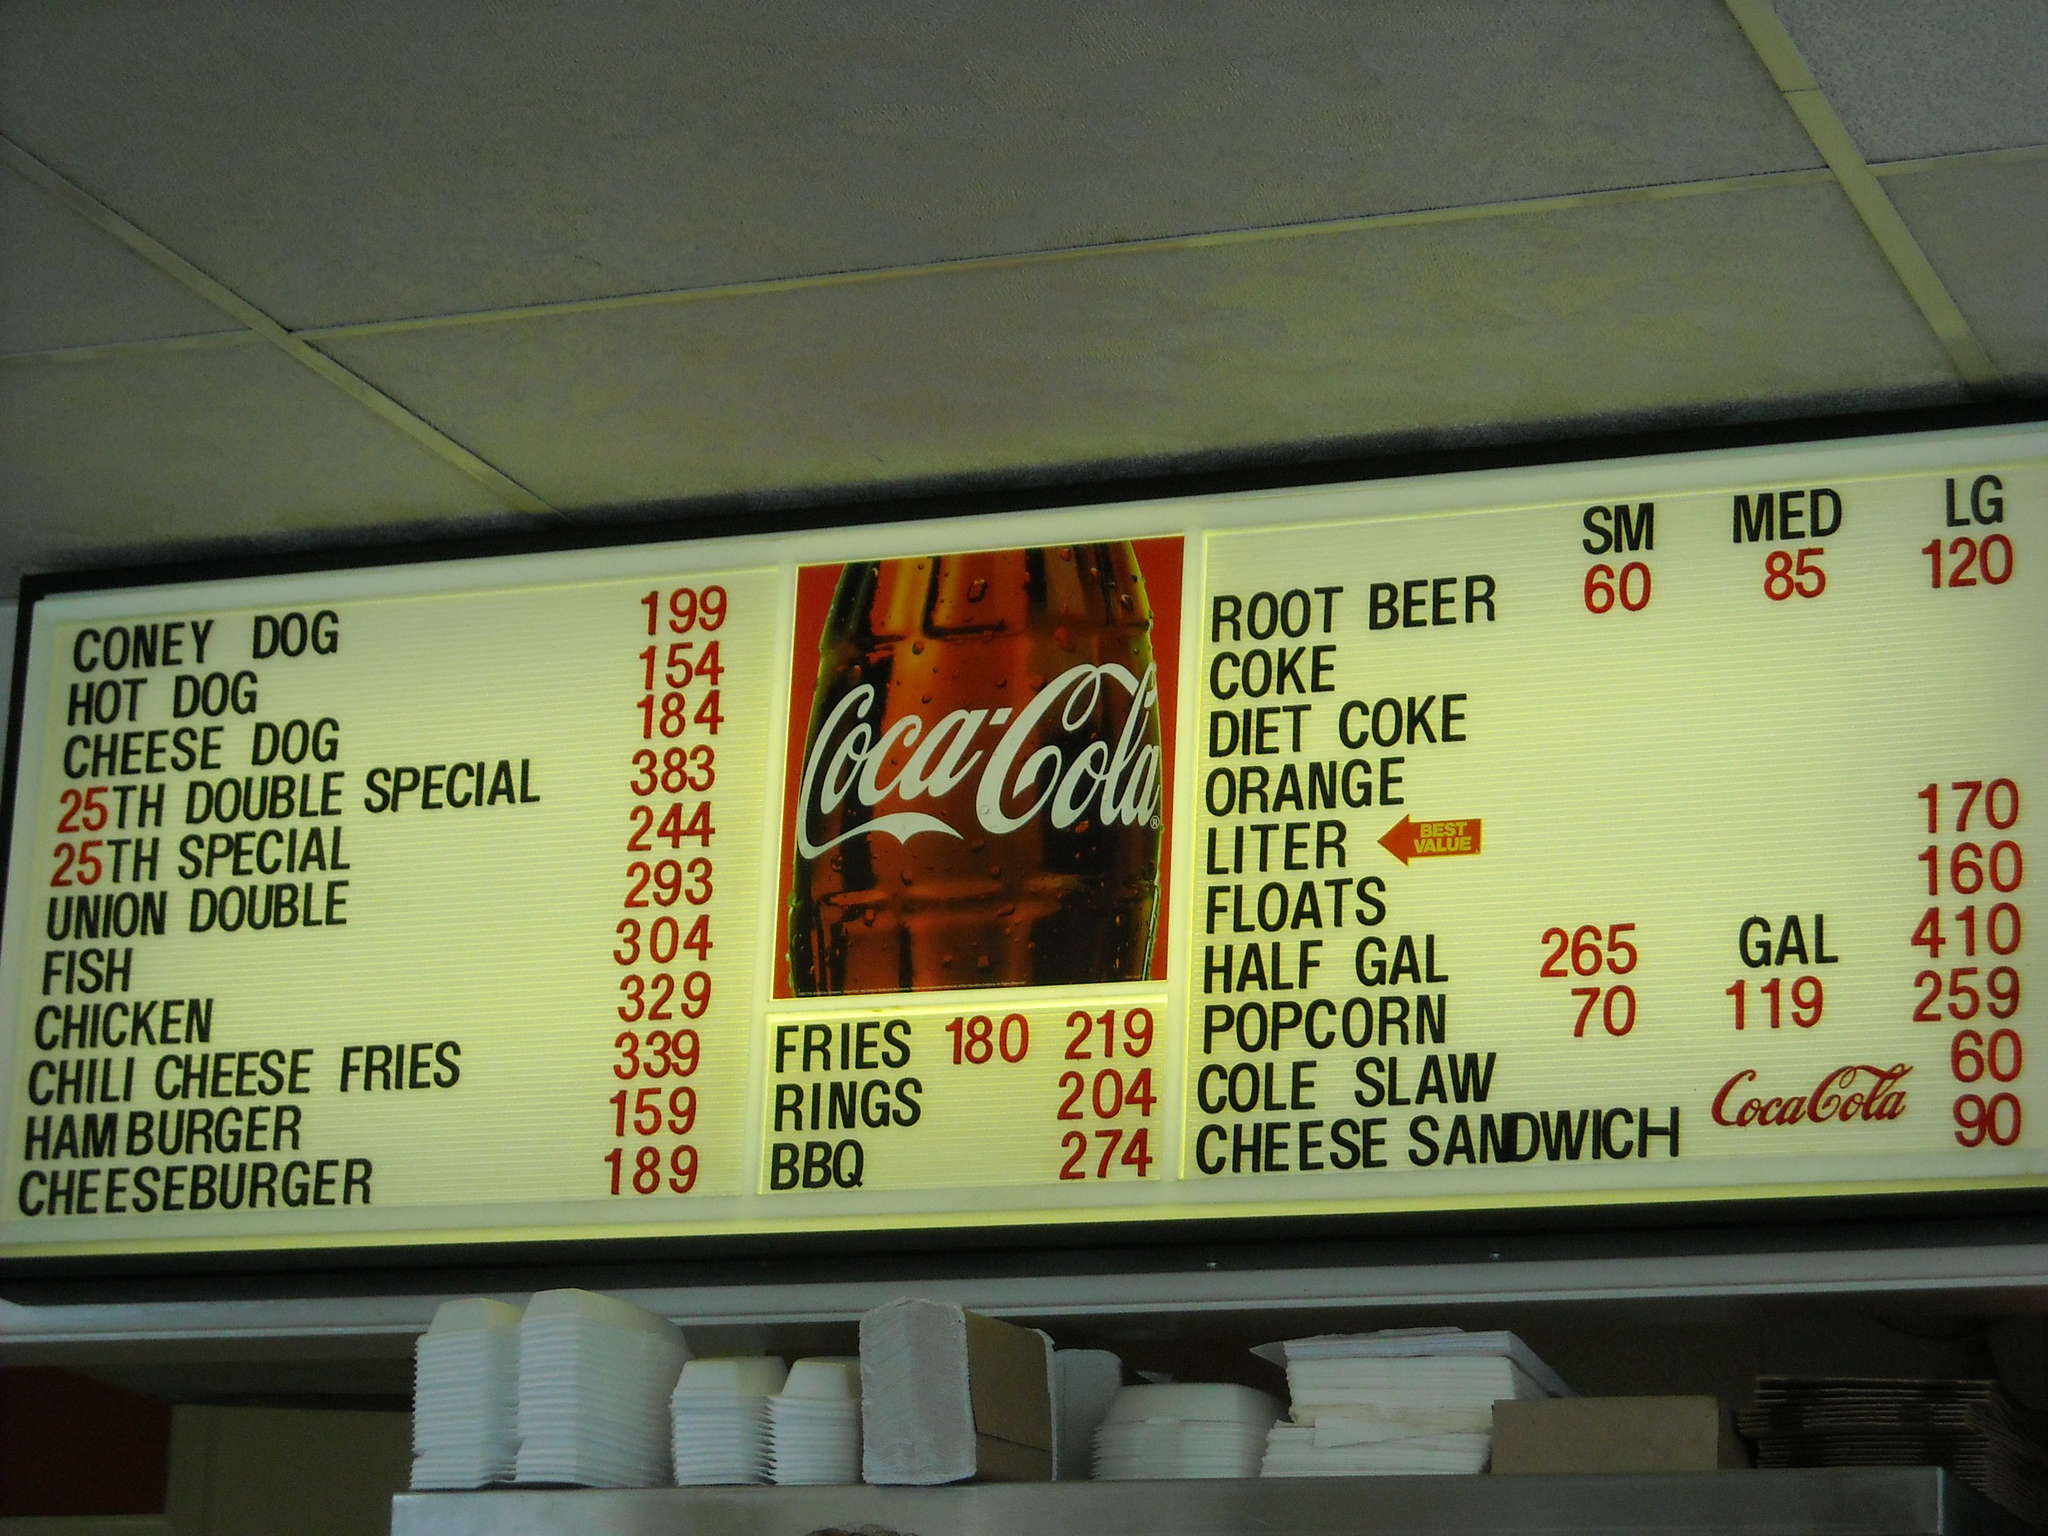 CONEY DOG 199
HOT DOG 154
CHEESE DOG 184
25TH DOUBLE SPECIAL 383
25TH SPECIAL 244
UNION DOUBLE 293
FISH 304
CHICKEN 329
CHILI CHEESE FRIES 339
HAMBURGER 159
CHEESEBURGER 189
Coca-Cola®
FRIES 180 219
RINGS 204
BBQ 274
SM MED LG
ROOT BEER 60 85 120
COKE
DIET COKE
ORANGE
LITER BEST VALUE 170
FLOATS 160
HALF GAL 265 GAL 410
POPCORN 70 119 259
COLE SLAW 60
CHEESE SANDWICH Coca Cola 90